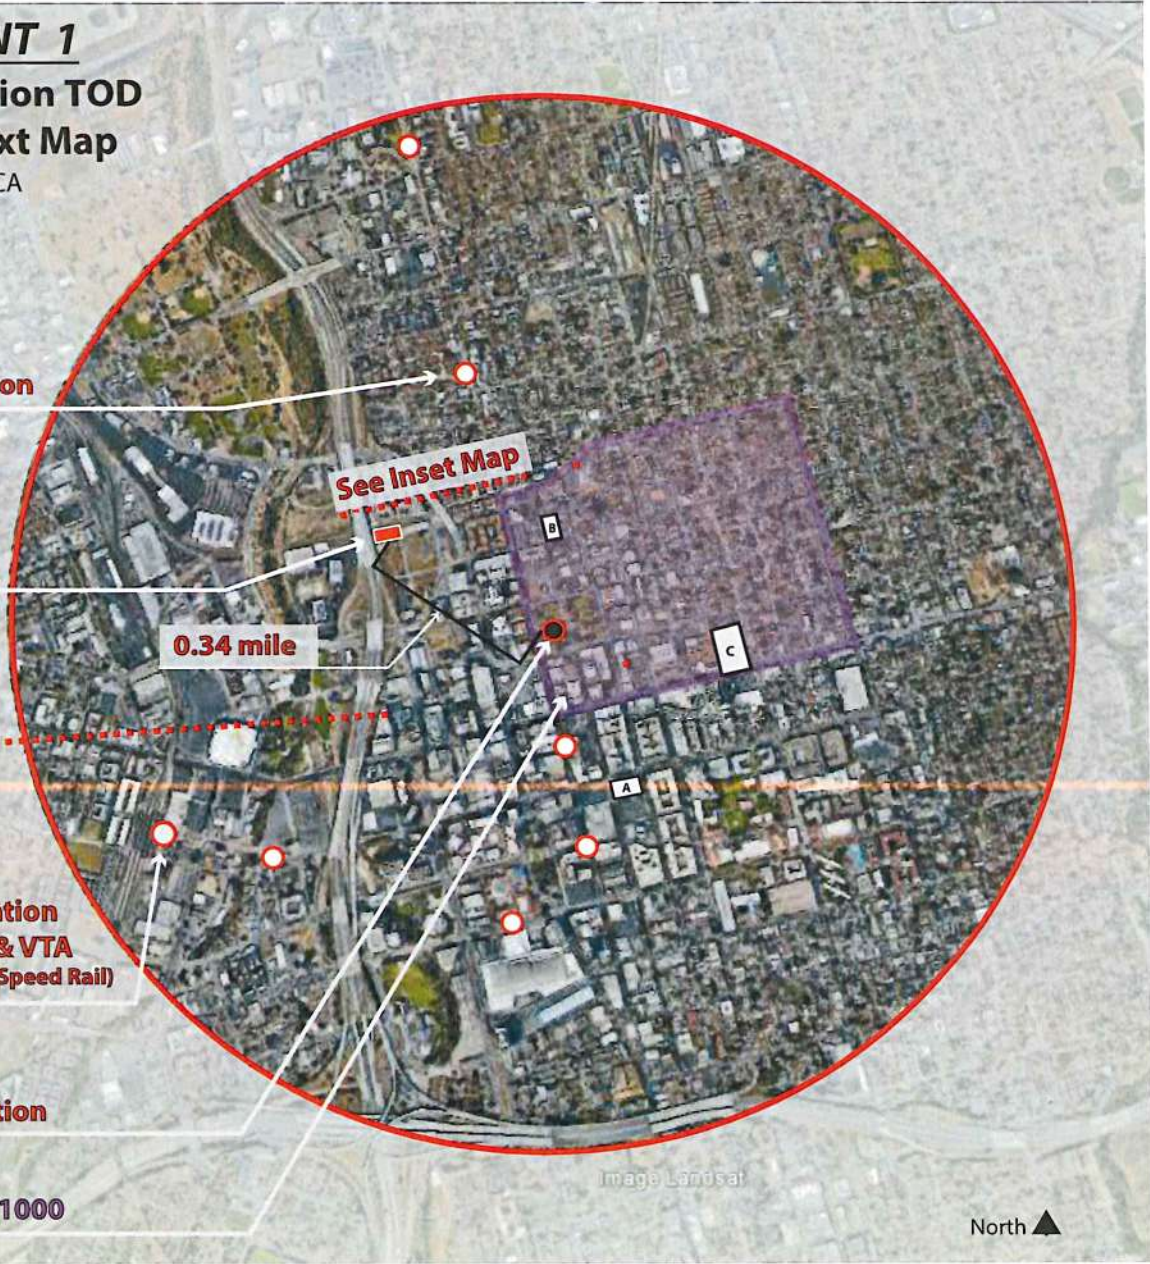 NT 1
ion TOD
xt Map
CA
on
See Inset Map
B
0.34 mile
C
A
ation
& VTA
Speed Rail)
tion
1000
Image Landsat
North